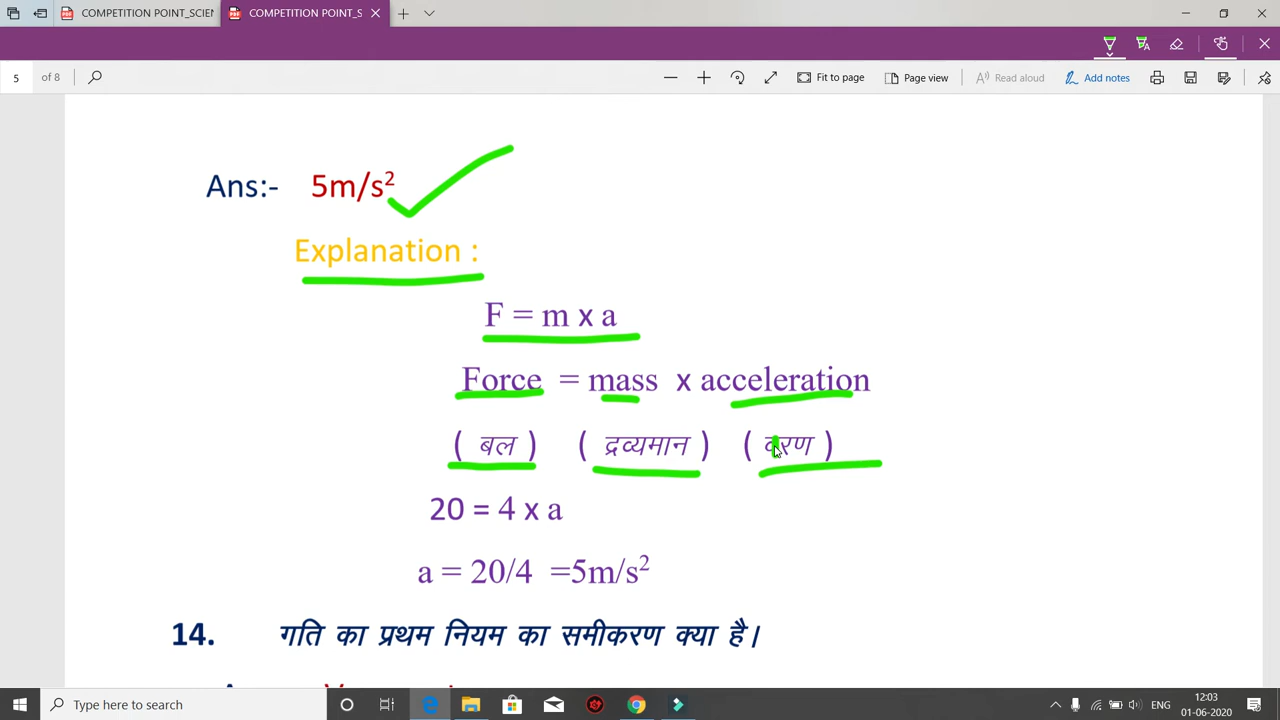 COMPETITION POINT_SCIEN
COMPETITION POINT_S
5 of 8
Fit to page
Page view
Read aloud
Add notes
Ans:- 5m/s²
Explanation :
F = m x a
Force = mass x acceleration
( बल ) ( द्रव्यमान ) ( )
20 = 4 x a
a = 20/4 =5m/s²
14. गति का प्रथम नियम का समीकरण क्या है।
Type here to search
12:03
01-06-2020